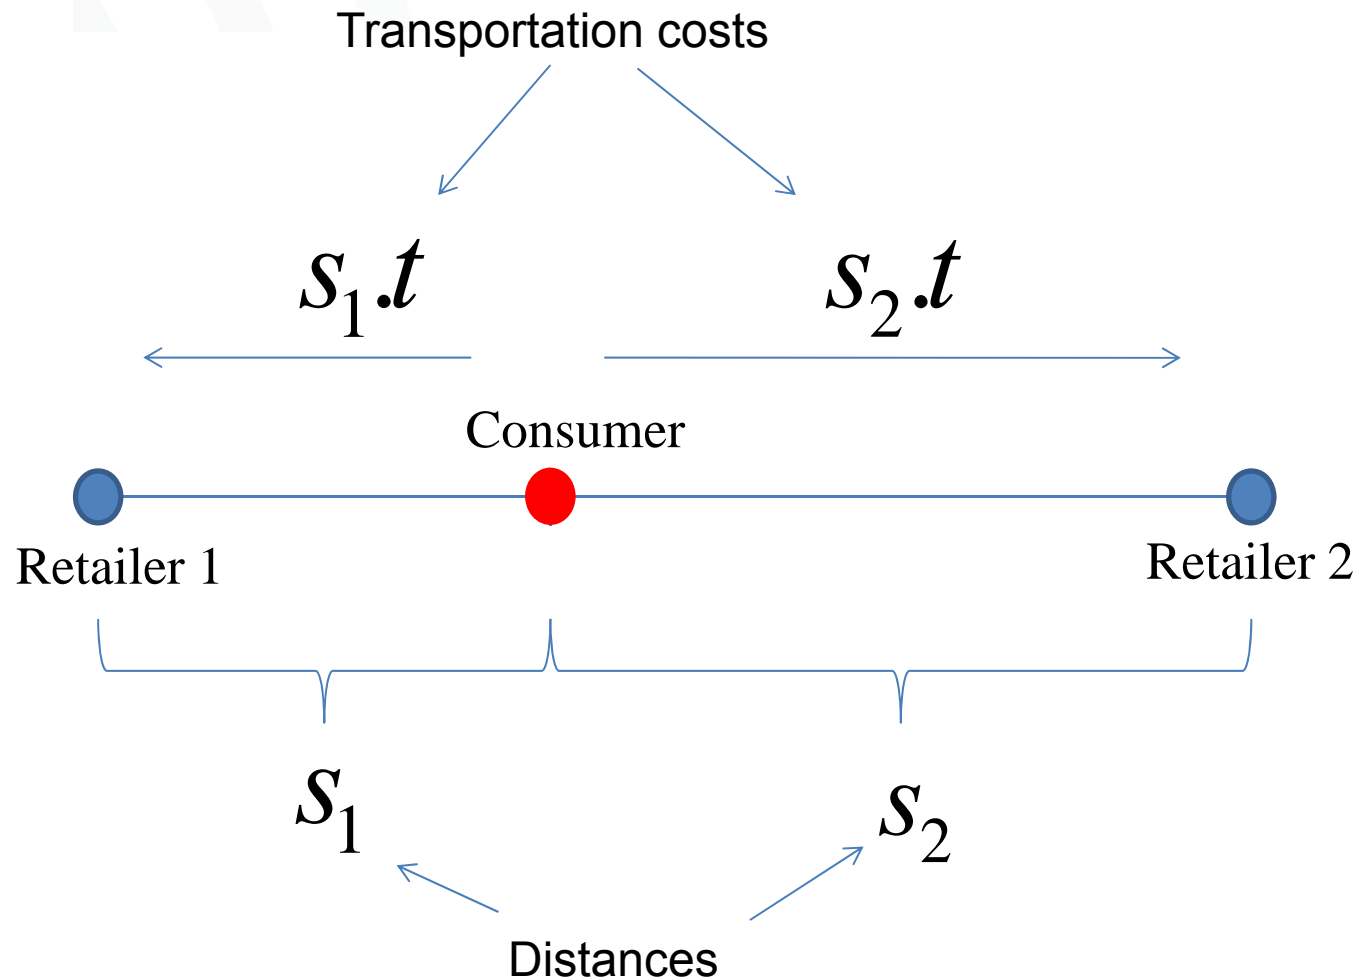 Transportation costs
s₁.t
s₂.t
Consumer
Retailer 1
Retailer 2
s₁
s₂
Distances